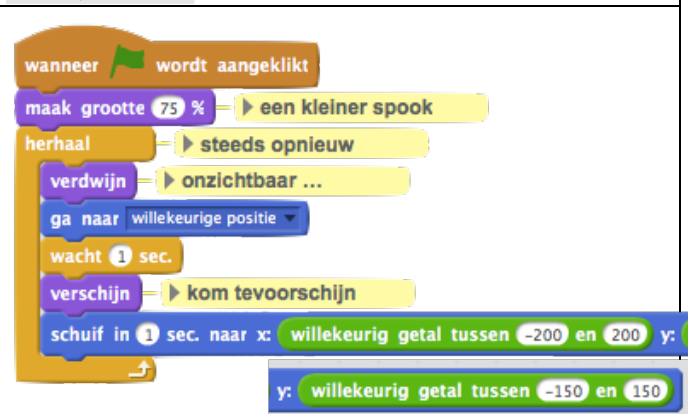 wanneer wordt aangeklikt
maak grootte 75 % een kleiner spook
herhaal steeds opnieuw
verdwijn onzichtbaar ...
ga naar willekeurige positie
wacht 1 sec.
verschijn kom tevoorschijn
schuif in 1 sec. naar x: willekeurig getal tussen -200 en 200 y:
y: willekeurig getal tussen -150 en 150